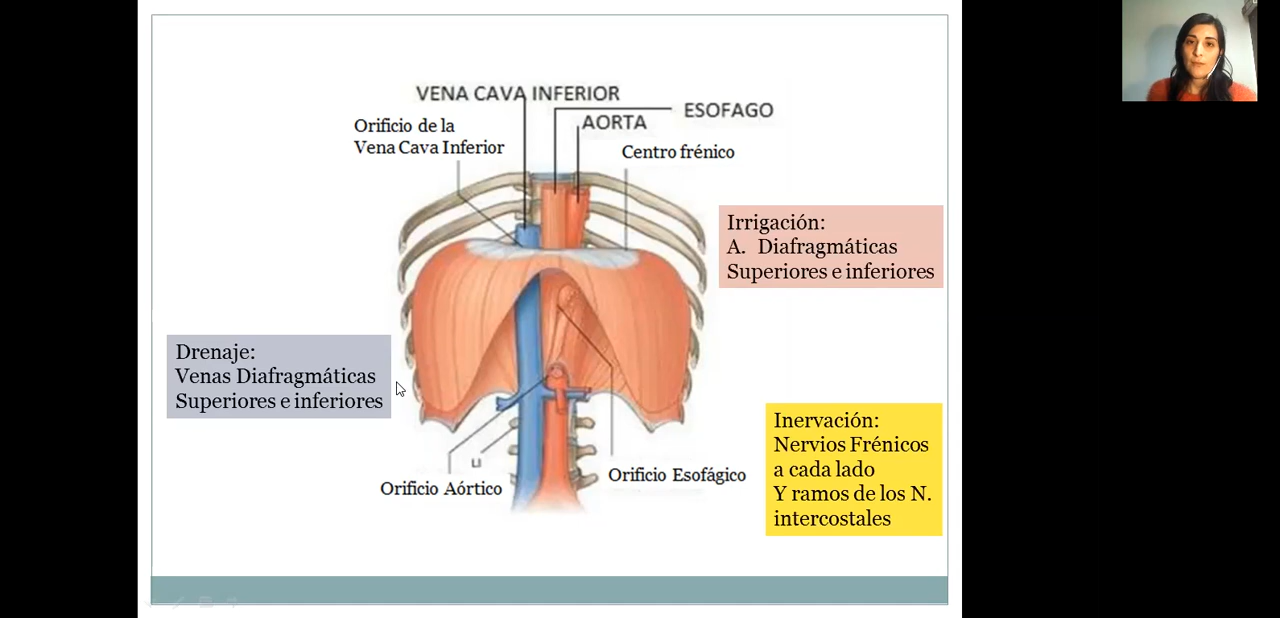 VENA CAVA INFERIOR
ESOFAGO
AORTA
Orificio de la
Vena Cava Inferior
Centro frénico
Irrigación:
A. Diafragmáticas
Superiores e inferiores
Drenaje:
Venas Diafragmáticas
Superiores e inferiores
Inervación:
Nervios Frénicos
a cada lado
Y ramos de los N.
intercostales
LI
Orificio Aórtico
Orificio Esofágico